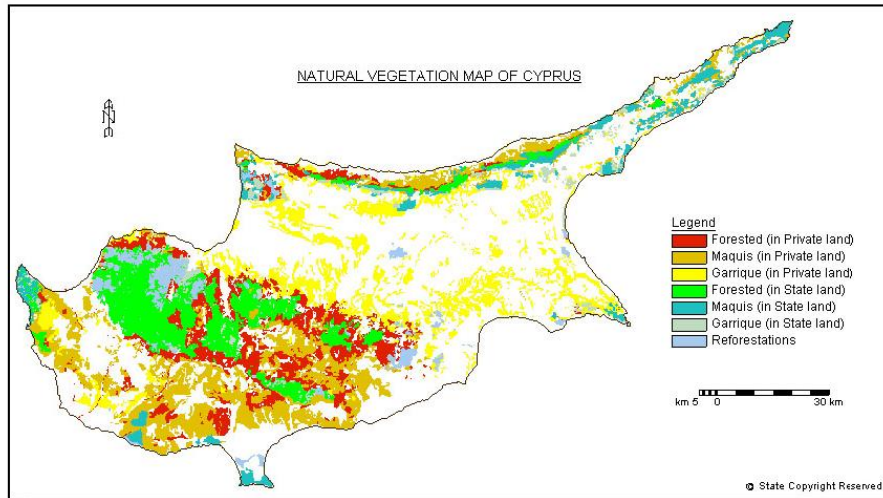 NATURAL VEGETATION MAP OF CYPRUS
N
Legend
Forested (in Private land)
Maquis (in Private land)
Garrique (in Private land)
Forested (in State land)
Maquis (in State land)
Garrique (in State land)
Reforestations
km 5 0 30 km
© State Copyright Reserved